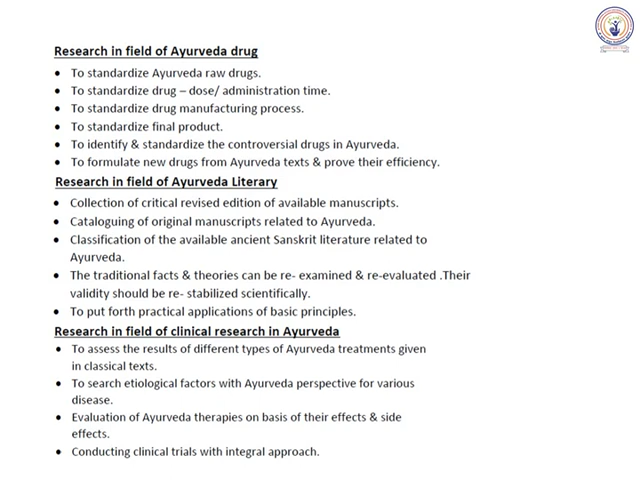 Research in field of Ayurveda drug
• To standardize Ayurveda raw drugs.
• To standardize drug – dose/ administration time.
• To standardize drug manufacturing process.
• To standardize final product.
• To identify & standardize the controversial drugs in Ayurveda.
• To formulate new drugs from Ayurveda texts & prove their efficiency.
Research in field of Ayurveda Literary
• Collection of critical revised edition of available manuscripts.
• Cataloguing of original manuscripts related to Ayurveda.
• Classification of the available ancient Sanskrit literature related to
Ayurveda.
• The traditional facts & theories can be re- examined & re-evaluated .Their
validity should be re- stabilized scientifically.
• To put forth practical applications of basic principles.
Research in field of clinical research in Ayurveda
• To assess the results of different types of Ayurveda treatments given
in classical texts.
• To search etiological factors with Ayurveda perspective for various
disease.
• Evaluation of Ayurveda therapies on basis of their effects & side
effects.
• Conducting clinical trials with integral approach.